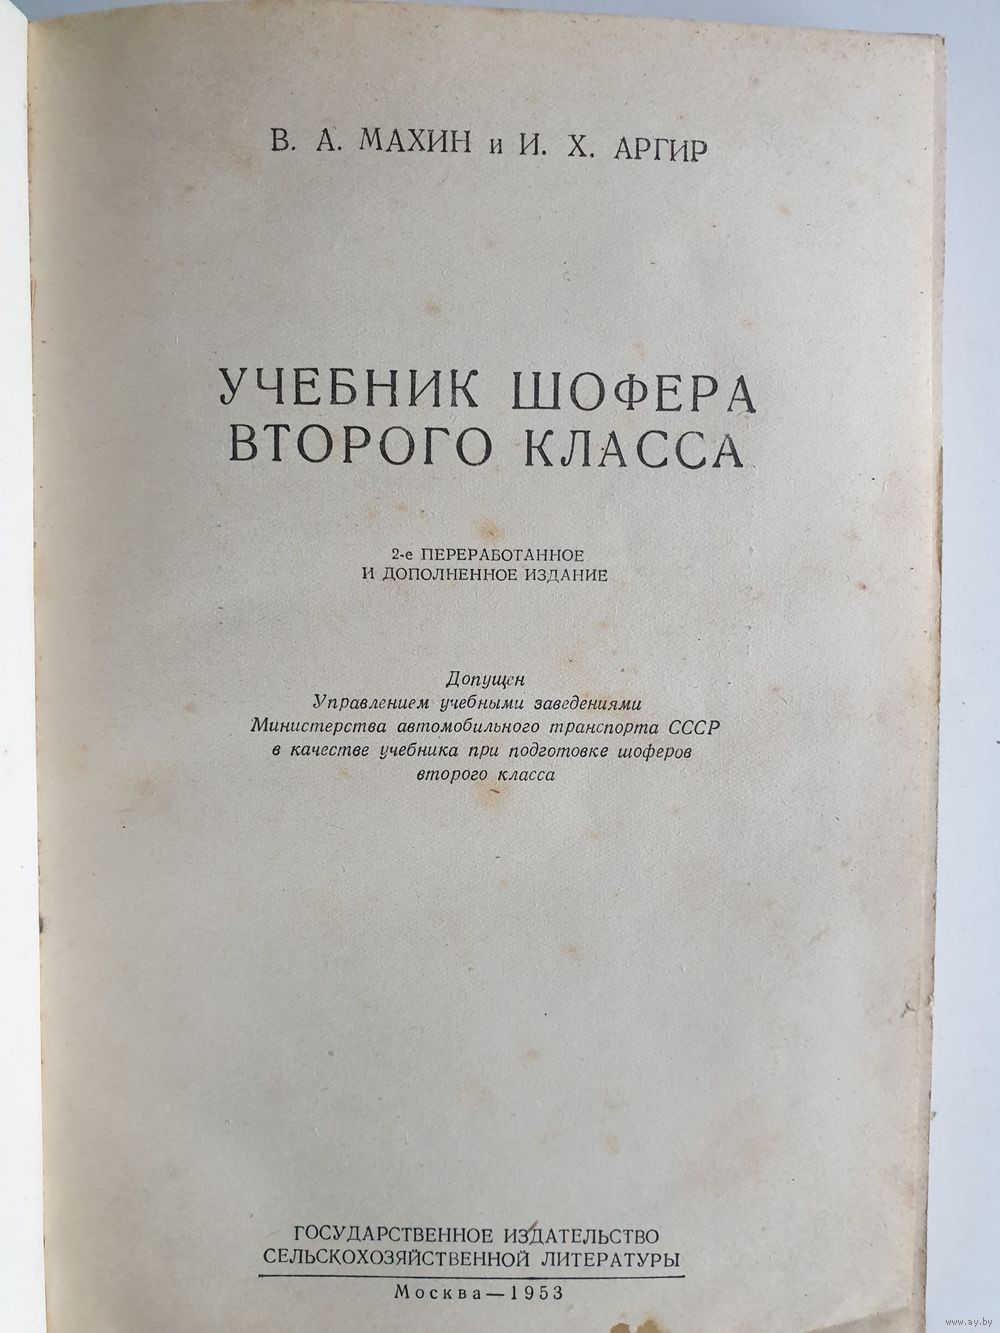 В. А. МАХИН и И. Х. АРГИР
УЧЕБНИК ШОФЕРА
ВТОРОГО КЛАССА
2-е ПЕРЕРАБОТАННОЕ
И ДОПОЛНЕННОЕ ИЗДАНИЕ
Допущен
Управлением учебными заведениями
Министерства автомобильного транспорта СССР
в качестве учебника при подготовке шоферов
второго класса
ГОСУДАРСТВЕННОЕ ИЗДАТЕЛЬСТВО
СЕЛЬСКОХОЗЯЙСТВЕННОЙ ЛИТЕРАТУРЫ
Москва—1953
www.ay.by